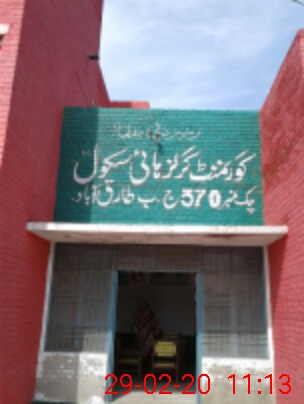 گورنمنٹ گرلز ہائی سکول
چک نمبر 570 ج ب طارق آباد
29-02-20 11:13